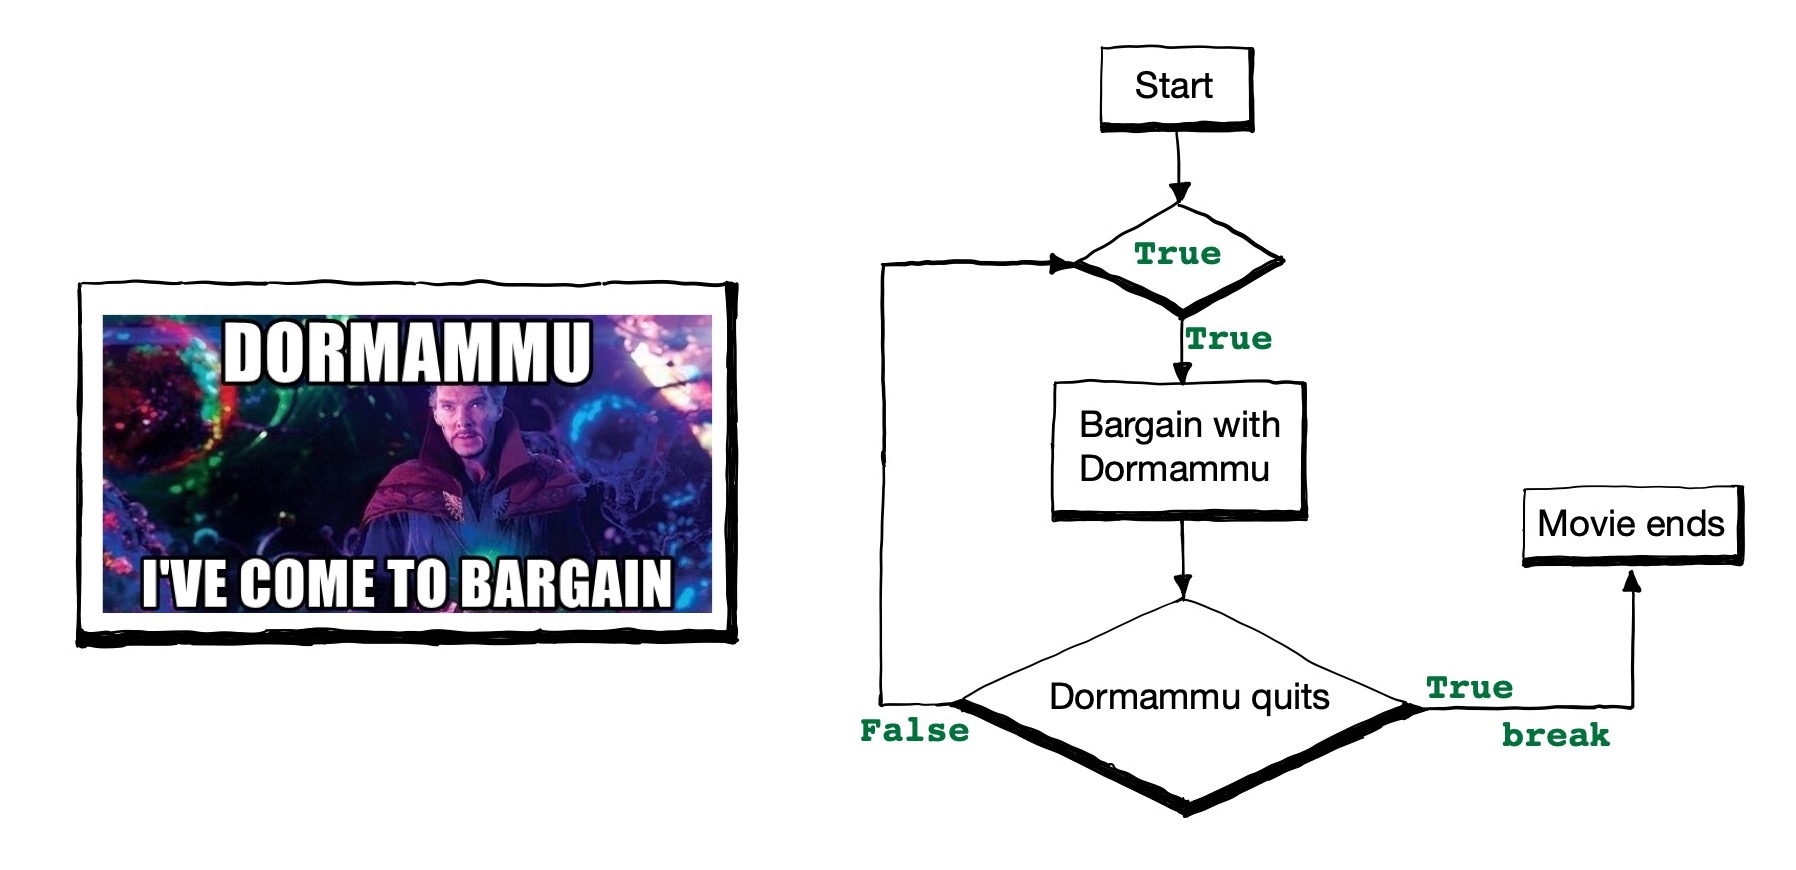 DORMAMMU
I'VE COME TO BARGAIN
Start
True
True
Bargain with
Dormammu
Movie ends
Dormammu quits
True
False
break